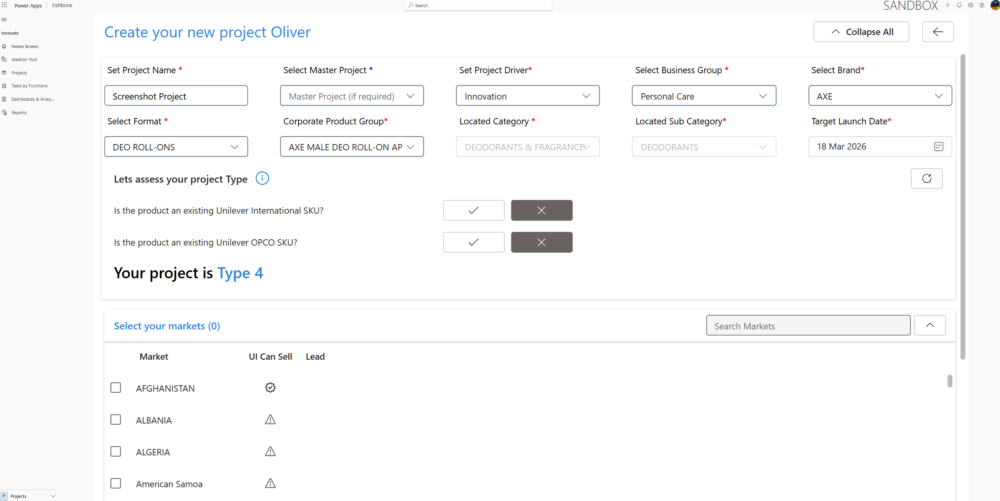 Power Apps
Fishbone
Search
SANDBOX
Innovate
Home Screen
Ideation Hub
Projects
Tasks by Functions
Dashboards & Analy...
Reports
Create your new project Oliver
Collapse All
Set Project Name *
Select Master Project *
Set Project Driver*
Select Business Group *
Select Brand*
Screenshot Project
Master Project (if required)
Innovation
Personal Care
AXE
Select Format *
Corporate Product Group*
Located Category *
Located Sub Category*
Target Launch Date*
DEO ROLL-ONS
AXE MALE DEO ROLL-ON AP
DEODORANTS & FRAGRANCE
DEODORANTS
18 Mar 2026
Lets assess your project Type
Is the product an existing Unilever International SKU?
Is the product an existing Unilever OPCO SKU?
Your project is Type 4
Select your markets (0)
Search Markets
Market
UI Can Sell
Lead
AFGHANISTAN
ALBANIA
ALGERIA
American Samoa
P
Projects